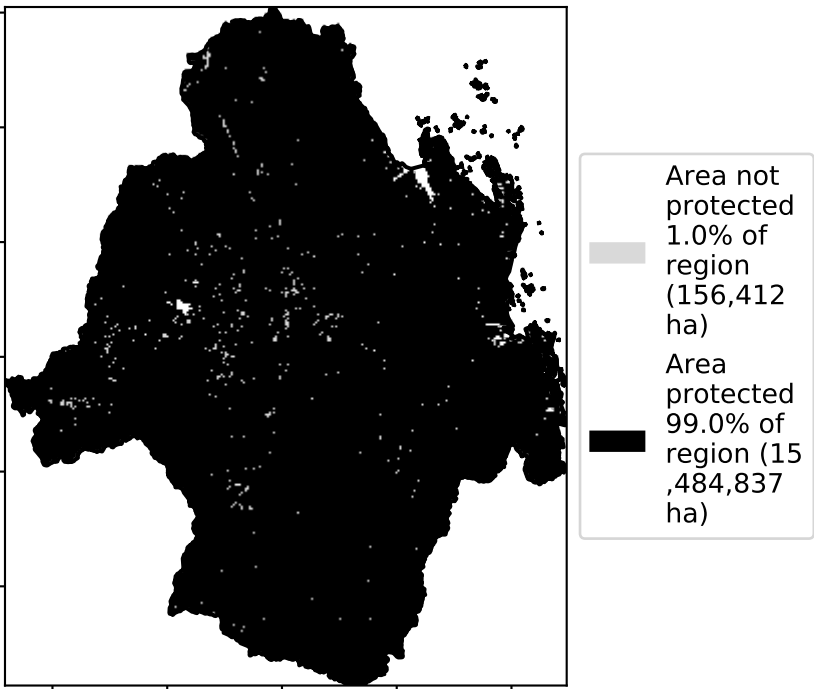 Area not
protected
1.0% of
region
(156,412
ha)
Area
protected
99.0% of
region (15
,484,837
ha)